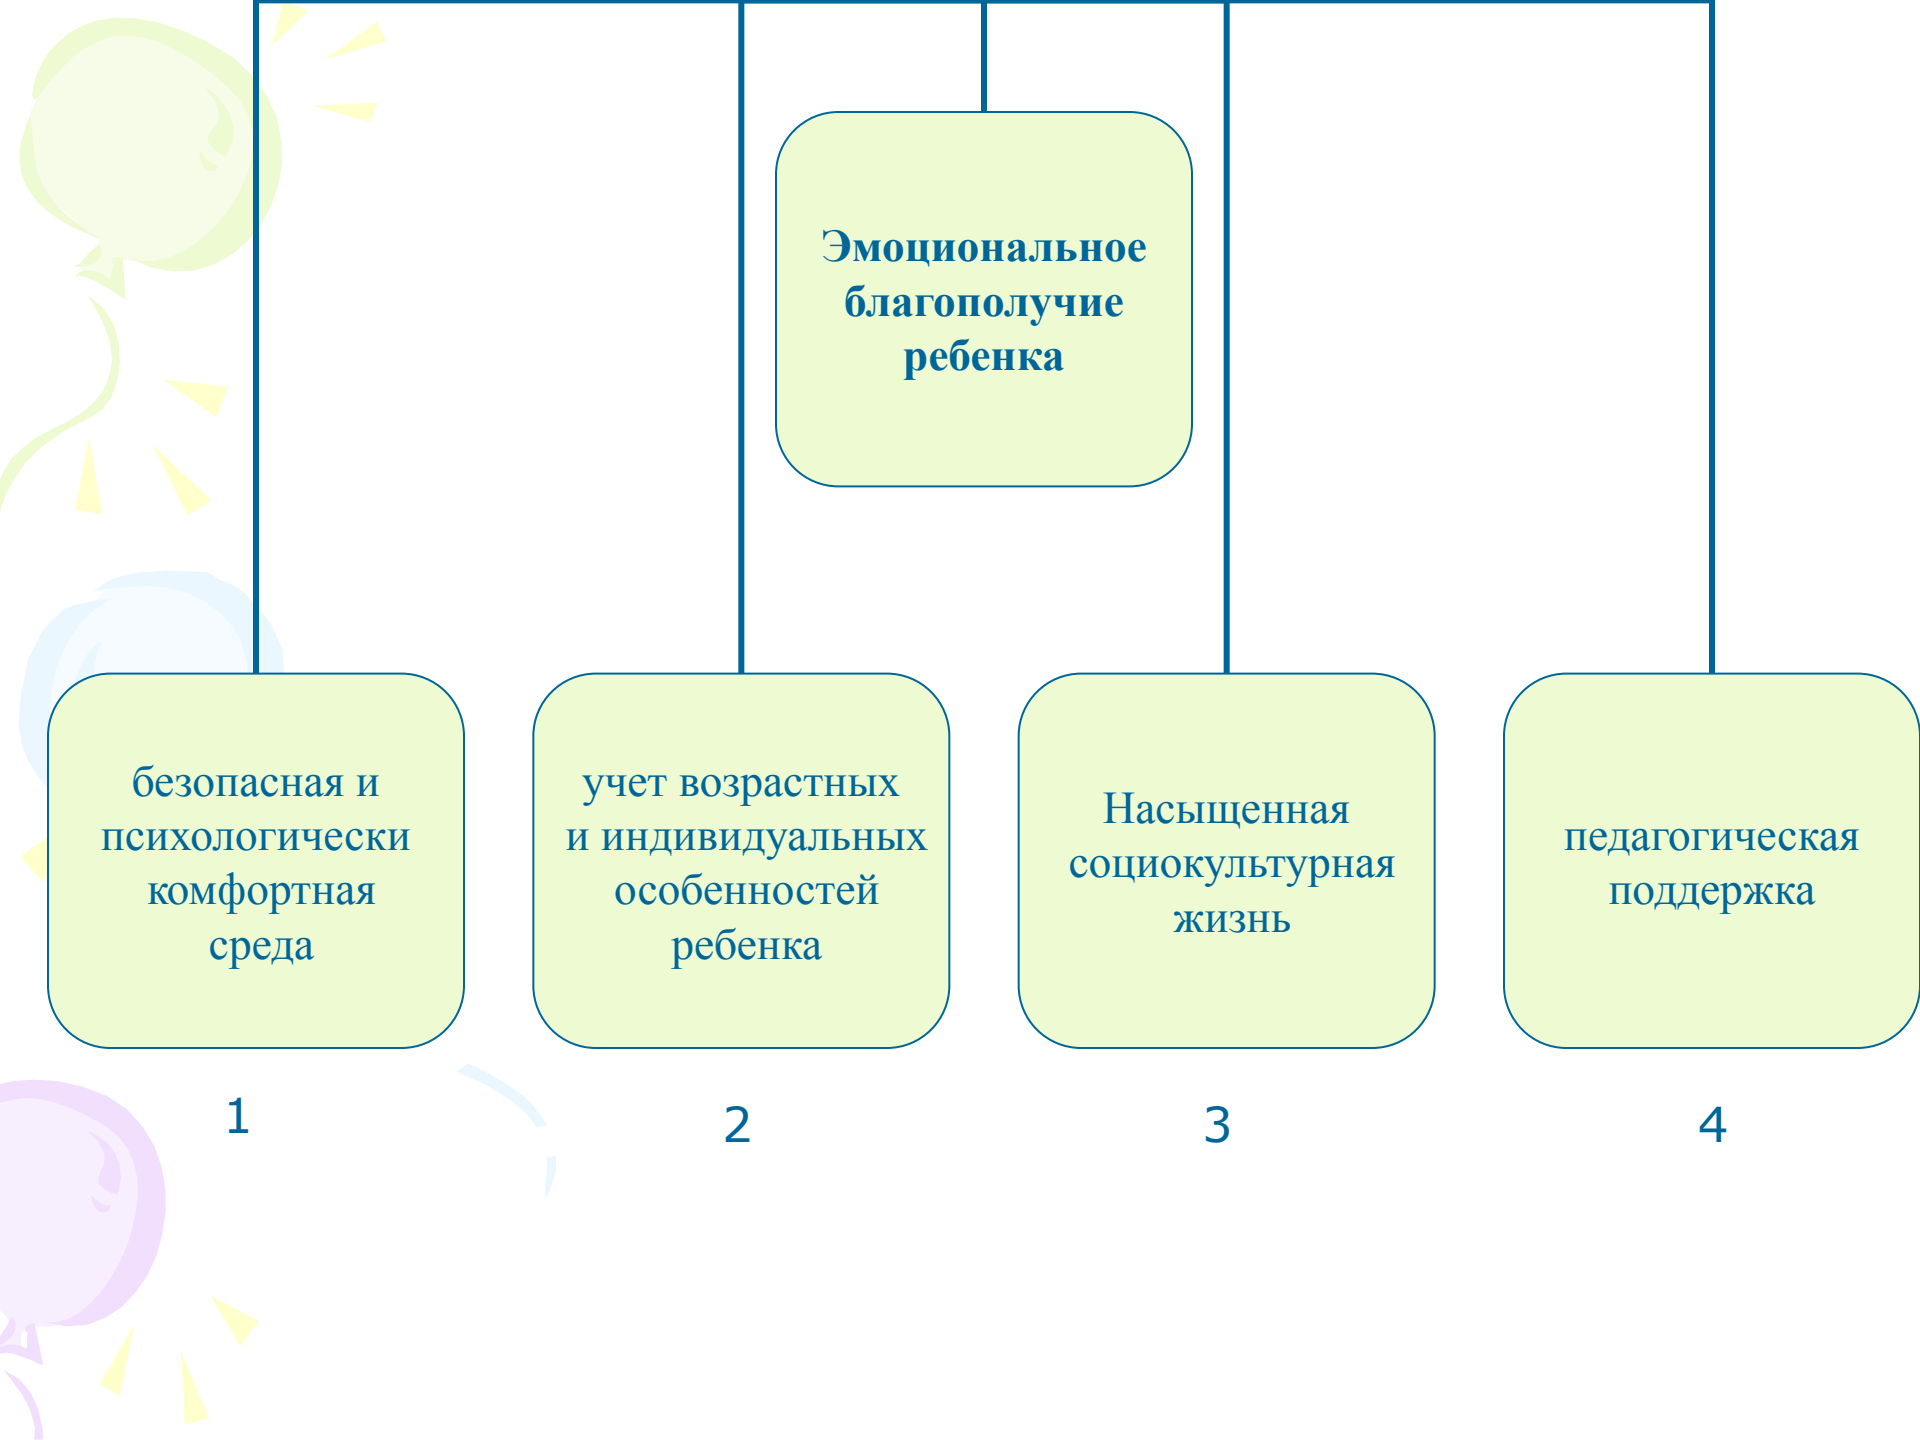 Эмоциональное
благополучие
ребенка
безопасная и
психологически
комфортная
среда
учет возрастных
и индивидуальных
особенностей
ребенка
Насыщенная
социокультурная
жизнь
педагогическая
поддержка
1
2
3
4